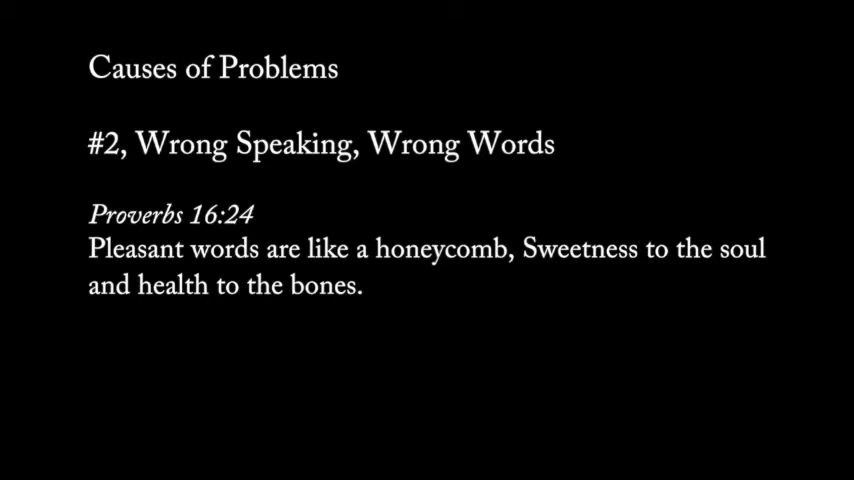 Causes of Problems
#2, Wrong Speaking, Wrong Words
Proverbs 16:24
Pleasant words are like a honeycomb, Sweetness to the soul
and health to the bones.